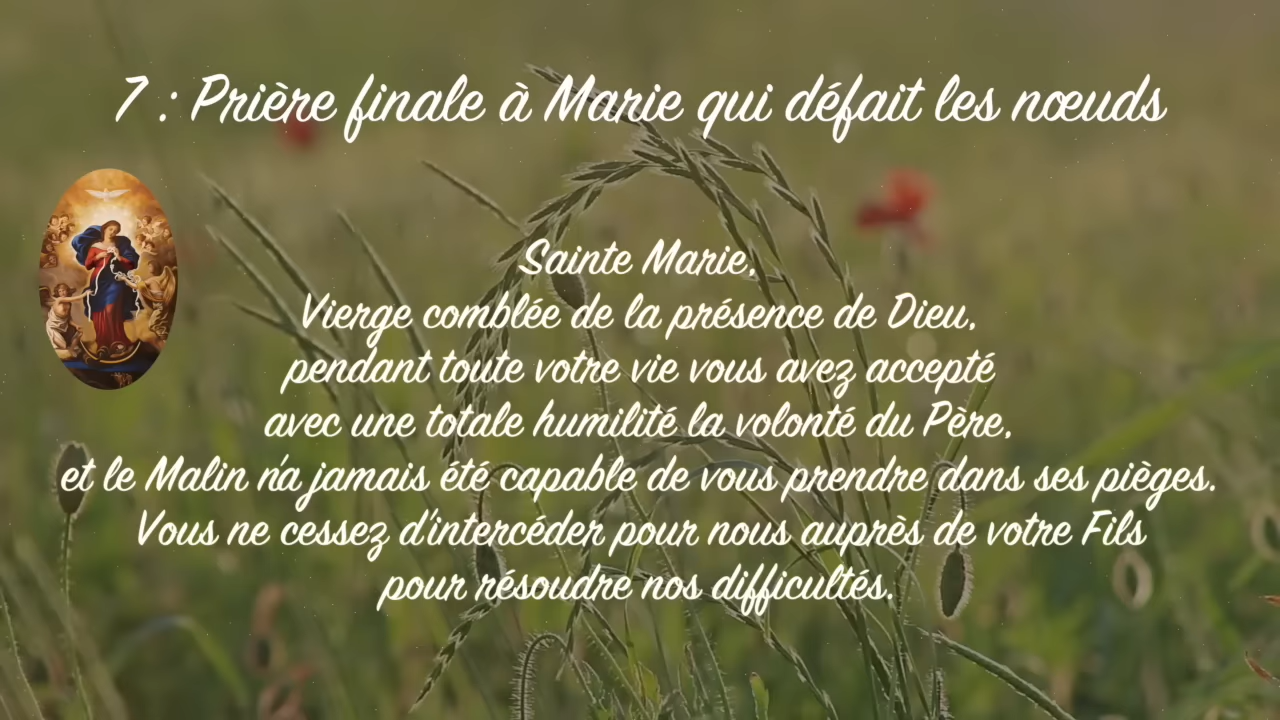 7 : Prière finale à Marie qui défait les nœuds
Sainte Marie,
Vierge comblée de la présence de Dieu,
pendant toute votre vie vous avez accepté
avec une totale humilité la volonté du Père,
et le Malin n'a jamais été capable de vous prendre dans ses pièges.
Vous ne cessez d'intercéder pour nous auprès de votre Fils
pour résoudre nos difficultés.